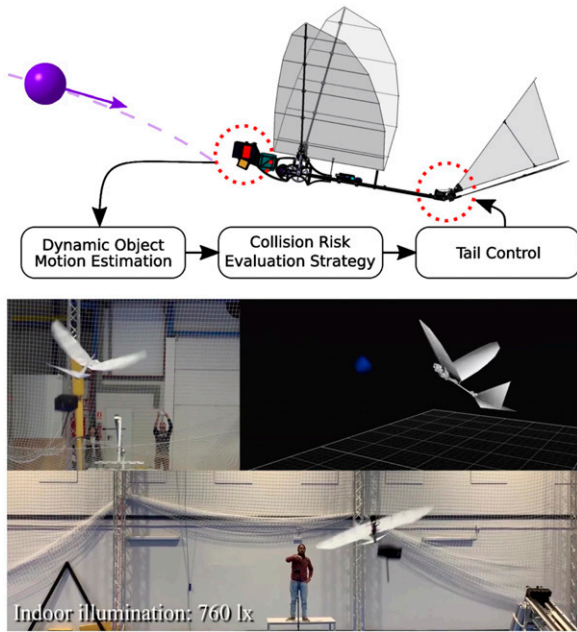 Dynamic Object
Motion Estimation
Collision Risk
Evaluation Strategy
Tail Control
Indoor illumination: 760 lx